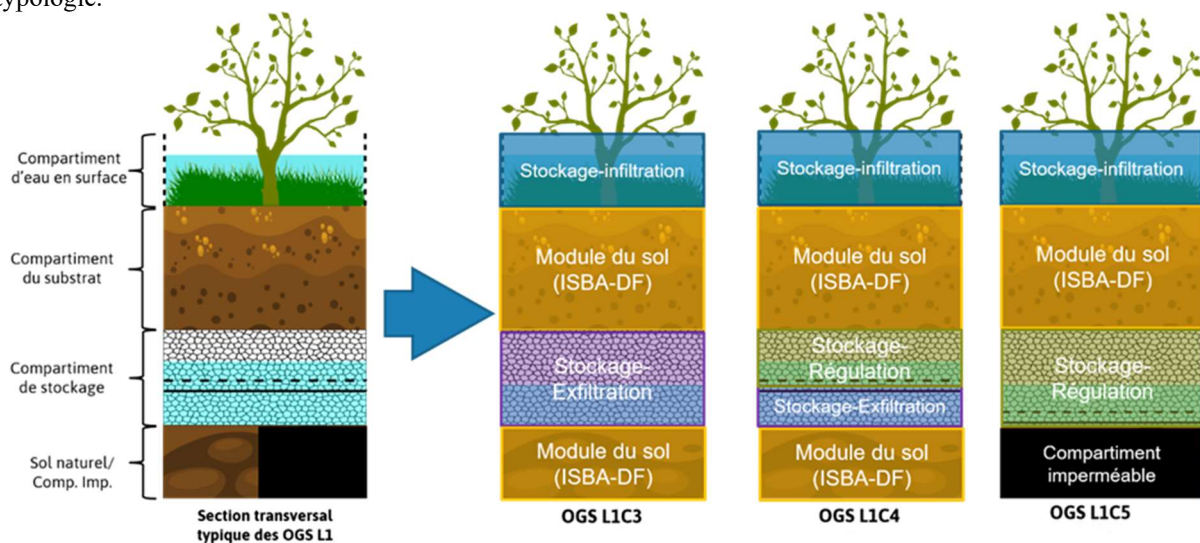 typologie.
Compartiment
d'eau en surface
Compartiment
du substrat
Compartiment
de stockage
Sol naturel/
Comp. Imp.
Section transversal
typique des OGS L1
Stockage-infiltration
Module du sol
(ISBA-DF)
Stockage-
Exfiltration
Module du sol
(ISBA-DF)
OGS L1C3
Stockage-infiltration
Module du sol
(ISBA-DF)
Stockage-
Régulation
Stockage-Exfiltration
Module du sol
(ISBA-DF)
OGS L1C4
Stockage-infiltration
Module du sol
(ISBA-DF)
Stockage-
Régulation
Compartiment
imperméable
OGS L1C5